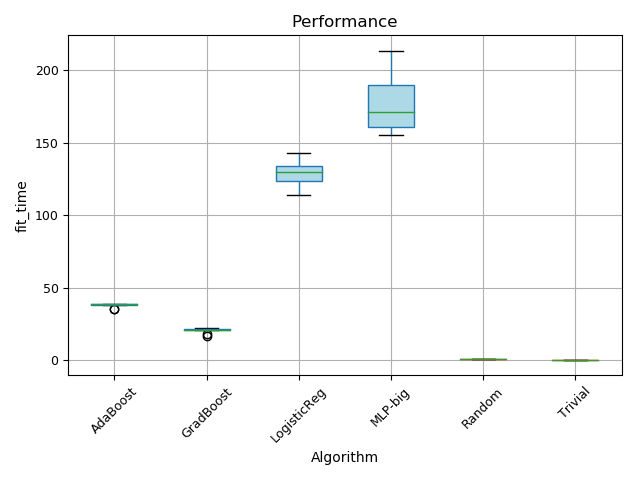 Performance
fit_time
200
150
100
50
0
AdaBoost
GradBoost
LogisticReg
MLP-big
Random
Trivial
Algorithm